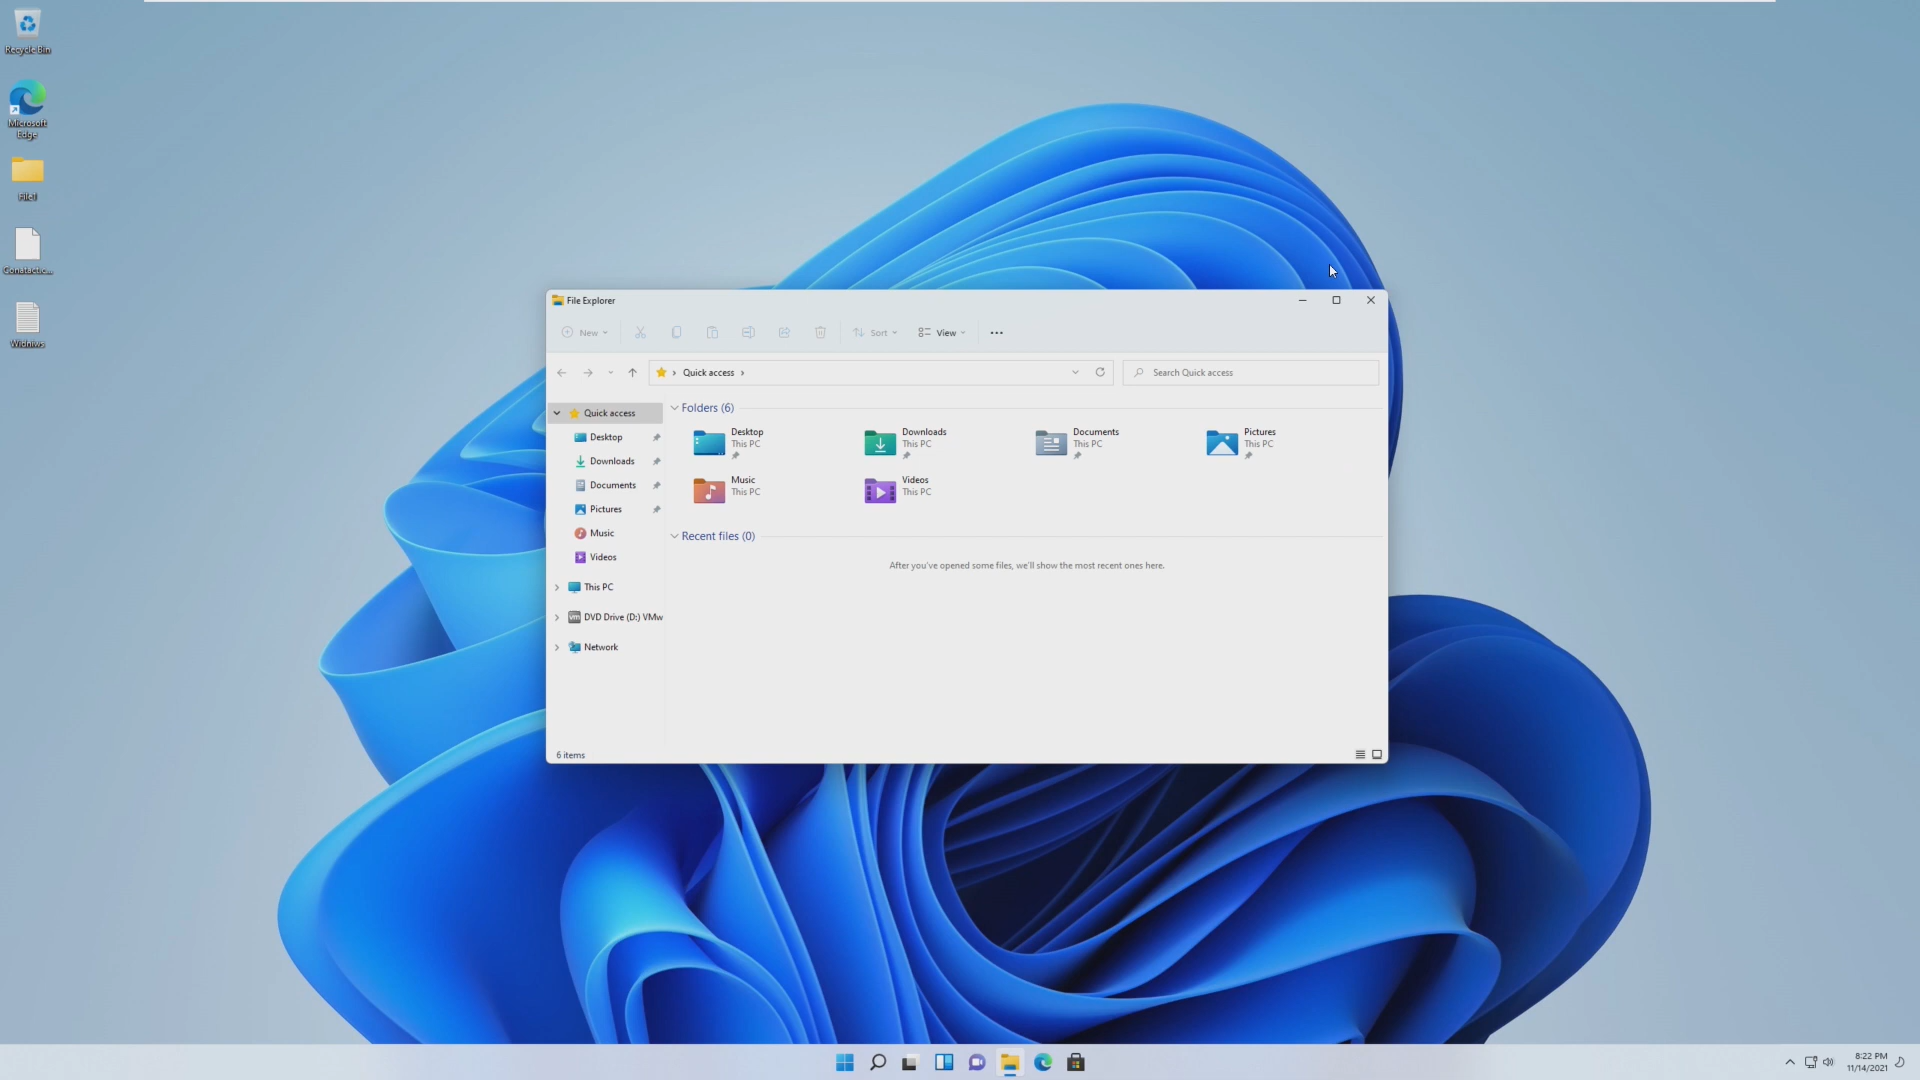 Recycle Bin
Microsoft
Edge
File1
Conatactic...
Widniws
File Explorer
New
Sort
View
Quick access
Search Quick access
Quick access
Desktop
Downloads
Documents
Pictures
Music
Videos
This PC
DVD Drive (D:) VMw
Network
Folders (6)
Desktop
This PC
Downloads
This PC
Documents
This PC
Pictures
This PC
Music
This PC
Videos
This PC
Recent files (0)
After you've opened some files, we'll show the most recent ones here.
6 items
8:22 PM
11/14/2021